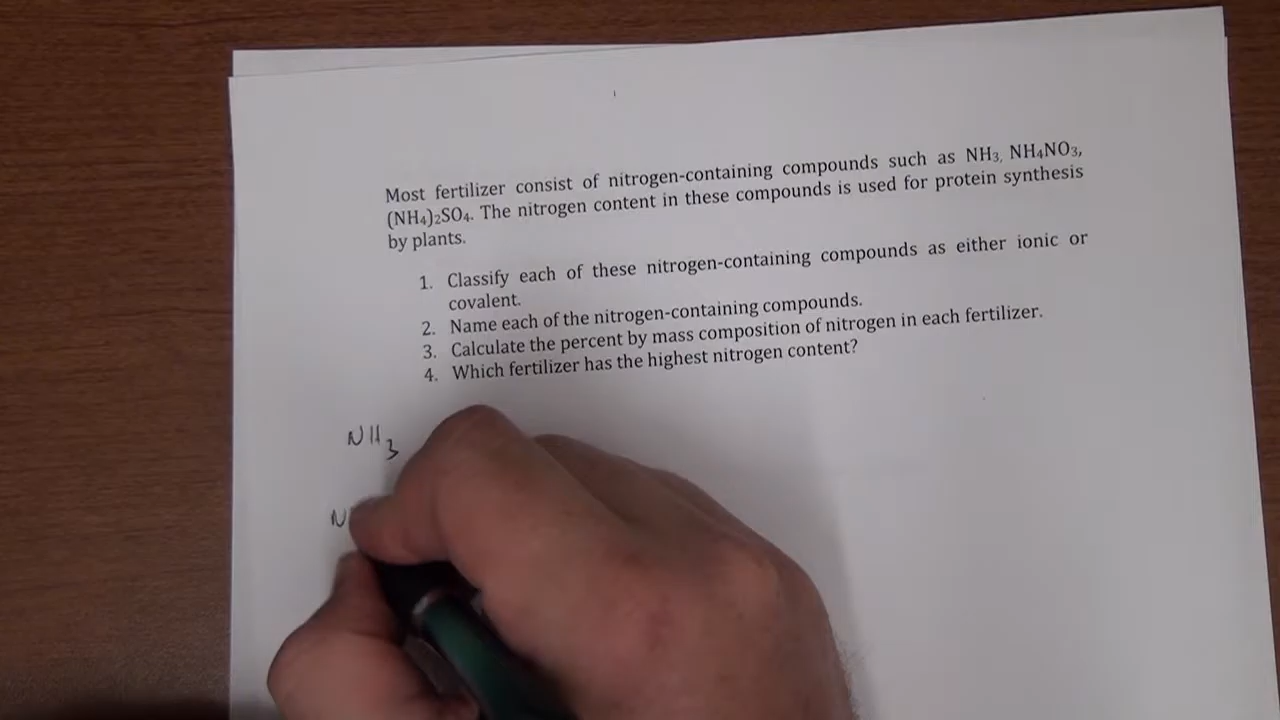 Most fertilizer consist of nitrogen-containing compounds such as NH₃, NH₄NO₃,
(NH₄)₂SO₄. The nitrogen content in these compounds is used for protein synthesis
by plants.
1. Classify each of these nitrogen-containing compounds as either ionic or
covalent.
2. Name each of the nitrogen-containing compounds.
3. Calculate the percent by mass composition of nitrogen in each fertilizer.
4. Which fertilizer has the highest nitrogen content?
NH₃
N